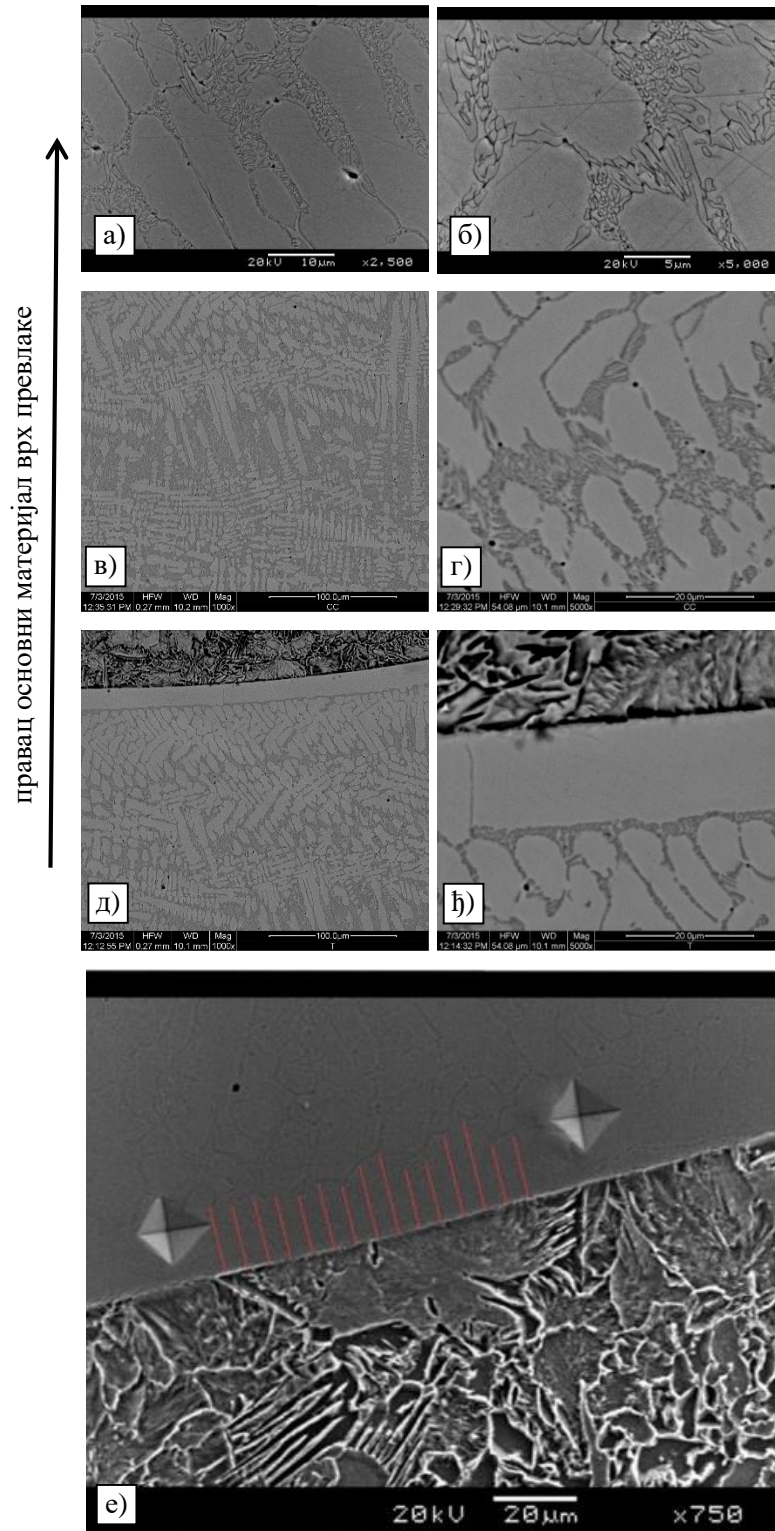 правац основни материјал врх превлаке
а)
20kV 10μm x2,500
б)
20kV 5μm x5,000
в)
7/3/2015 HFW WD Mag 100.0μm
12:35:31 PM 0.27 mm 10.2 mm 1000x CC
г)
7/3/2015 HFW WD Mag 20.0μm
12:29:32 PM 54.08 μm 10.1 mm 5000x CC
д)
7/3/2015 HFW WD Mag 100.0μm
12:12:55 PM 0.27 mm 10.1 mm 1000x T
ђ)
7/3/2015 HFW WD Mag 20.0μm
12:14:32 PM 54.08 μm 10.1 mm 5000x T
е)
20kV 20μm x750